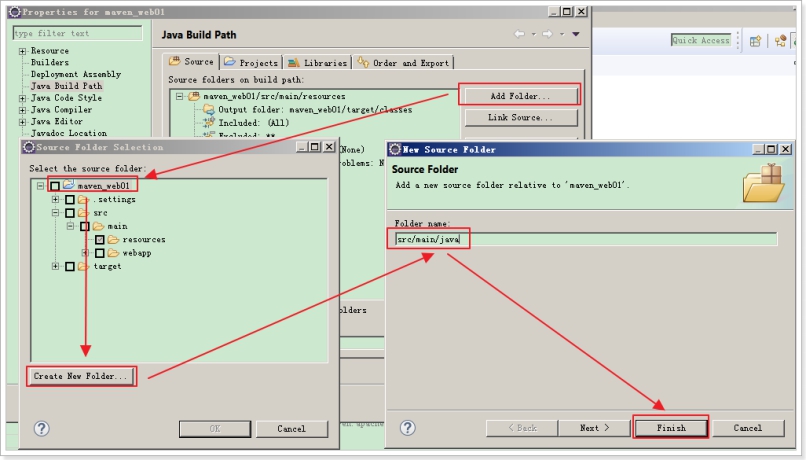 Properties for maven_web01
type filter text
Resource
Builders
Deployment Assembly
Java Build Path
Java Code Style
Java Compiler
Java Editor
Javadoc Location
Java Build Path
Source
Projects
Libraries
Order and Export
Source folders on build path:
maven_web01/src/main/resources
Output folder: maven_web01/target/classes
Included: (All)
Excluded: **
(None)
Add Folder...
Link Source...
Quick Access
Source Folder Selection
Select the source folder:
maven_web01
.settings
src
main
resources
webapp
target
Create New Folder...
OK
Cancel
New Source Folder
Source Folder
Add a new source folder relative to 'maven_web01'.
Folder name:
src/main/java
< Back
Next >
Finish
Cancel